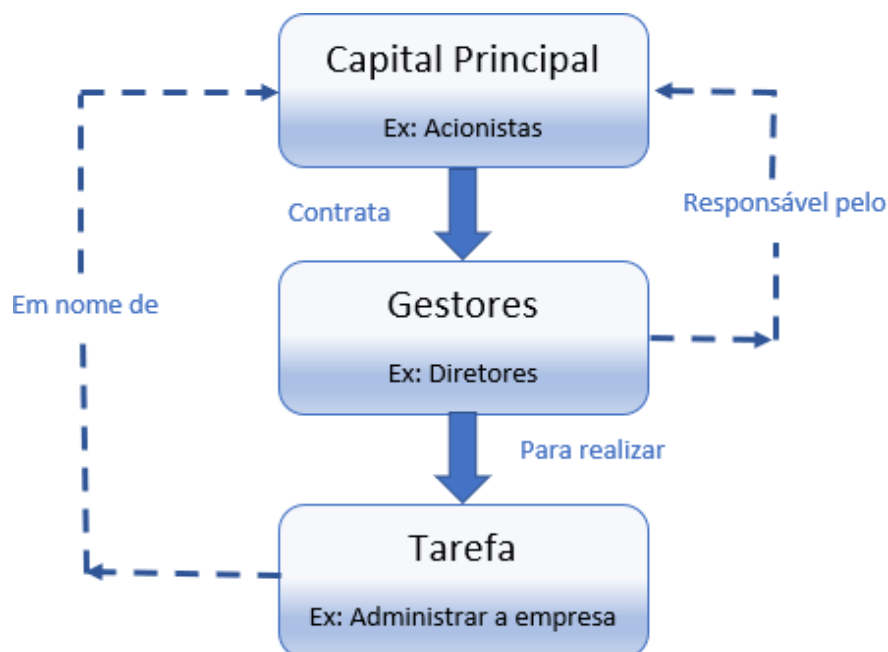 Capital Principal
Ex: Acionistas
Contrata
Responsável pelo
Em nome de
Gestores
Ex: Diretores
Para realizar
Tarefa
Ex: Administrar a empresa